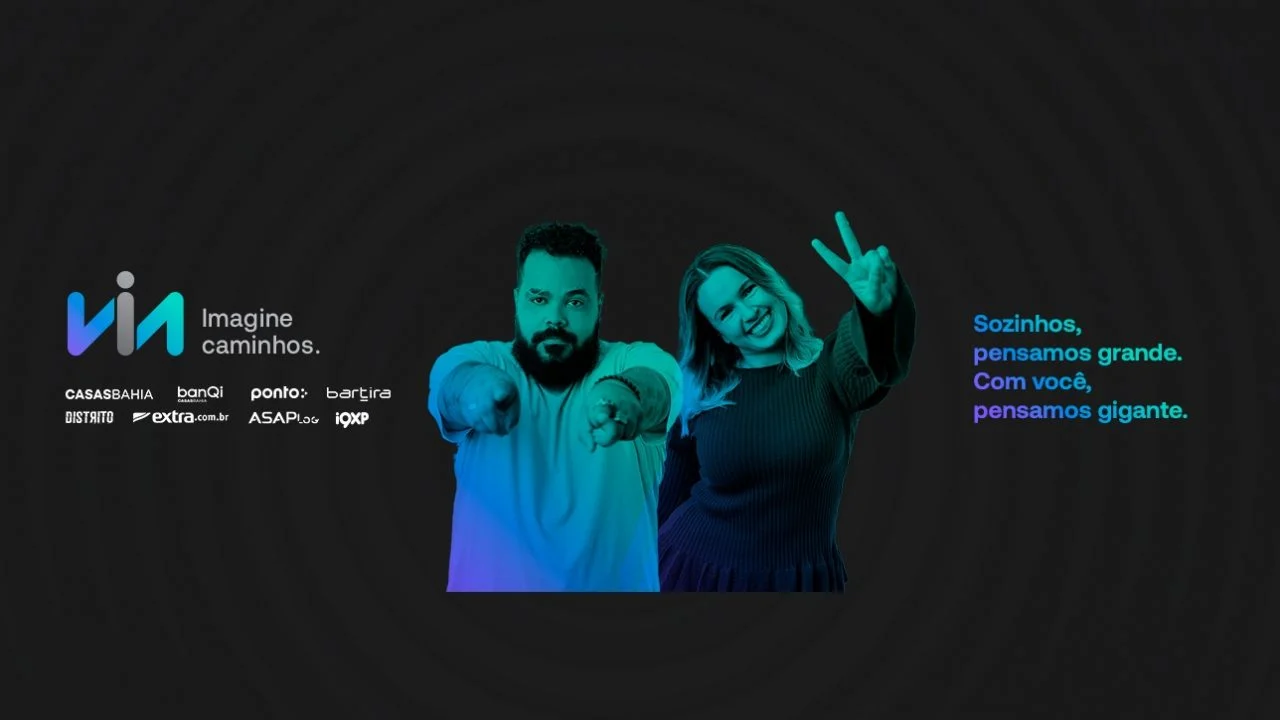 via
Imagine
caminhos.
CASASBAHIA banQi ponto:> bartira
CASASBAHIA
DISTRITO extra.com.br ASAPLog i9XP
Sozinhos,
pensamos grande.
Com você,
pensamos gigante.